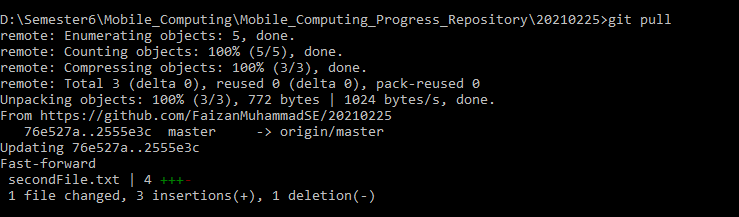 D:\Semester6\Mobile_Computing\Mobile_Computing_Progress_Repository\20210225>git pull
remote: Enumerating objects: 5, done.
remote: Counting objects: 100% (5/5), done.
remote: Compressing objects: 100% (3/3), done.
remote: Total 3 (delta 0), reused 0 (delta 0), pack-reused 0
Unpacking objects: 100% (3/3), 772 bytes | 1024 bytes/s, done.
From https://github.com/FaizanMuhammadSE/20210225
   76e527a..2555e3c  master     -> origin/master
Updating 76e527a..2555e3c
Fast-forward
 secondFile.txt | 4 +++-
 1 file changed, 3 insertions(+), 1 deletion(-)